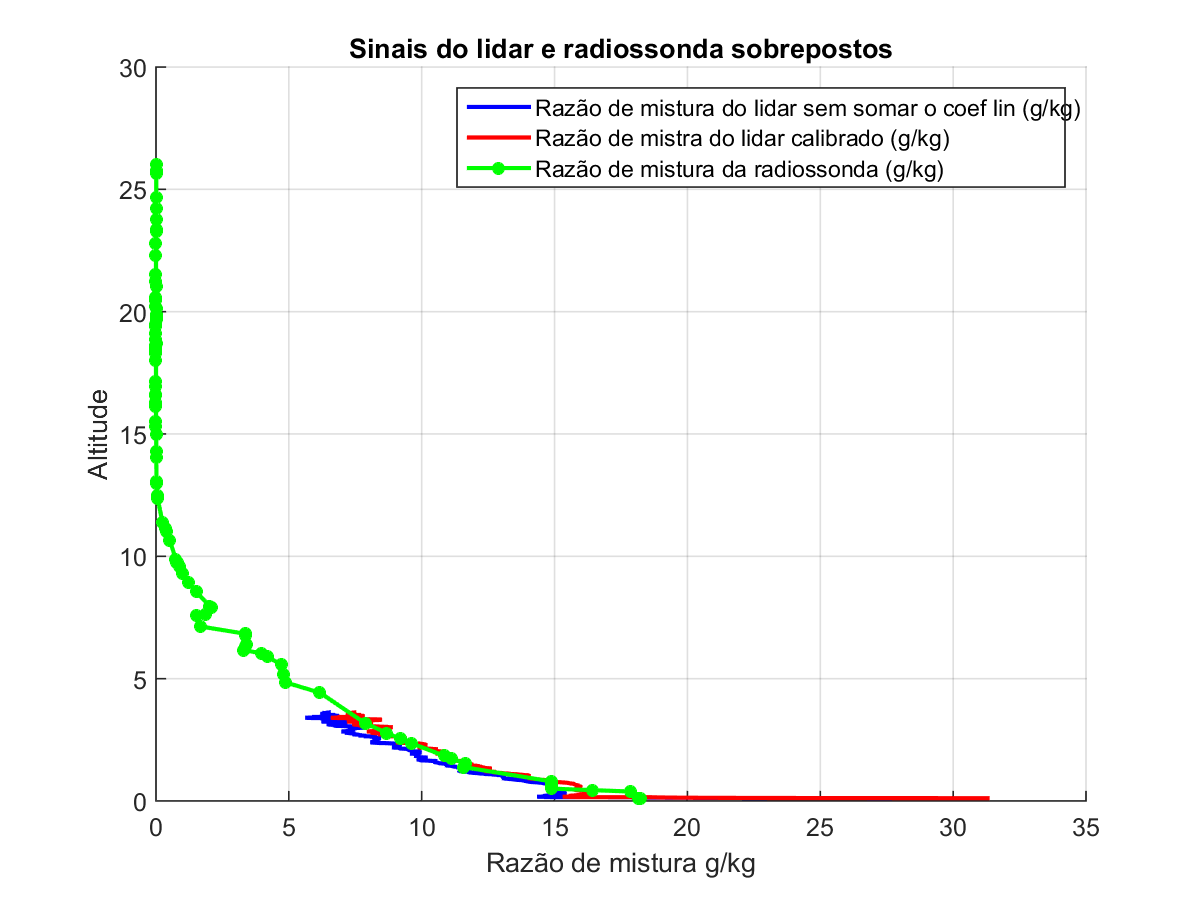 Sinais do lidar e radiossonda sobrepostos
30
Razão de mistura do lidar sem somar o coef lin (g/kg)
Razão de mistra do lidar calibrado (g/kg)
Razão de mistura da radiossonda (g/kg)
25
20
15
10
5
0
Altitude
0 5 10 15 20 25 30 35
Razão de mistura g/kg